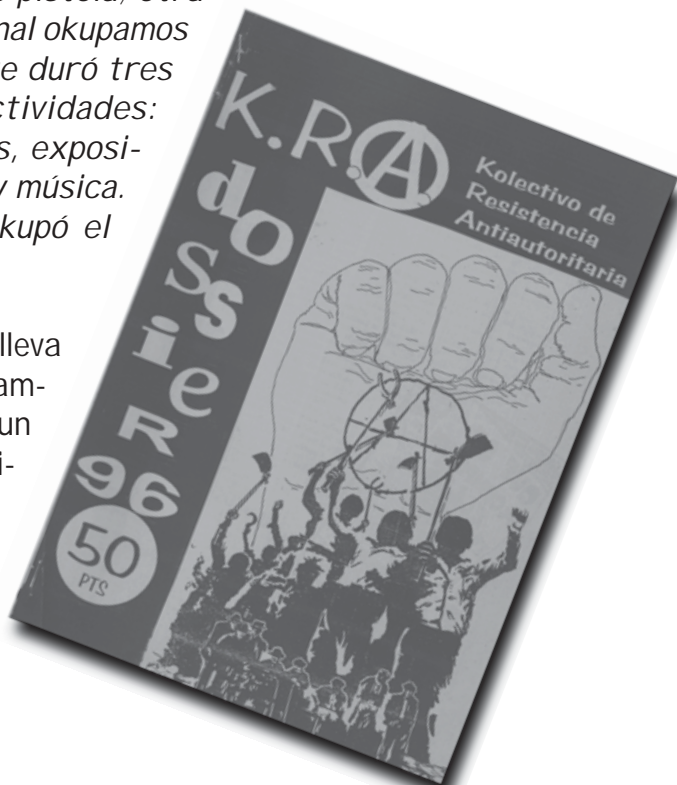 pistola, otra
nal okupamos
e duró tres
ctividades:
s, exposi-
y música.
kupó el
lleva
am-
un
i-
K.R.A.
Kolectivo de
Resistencia
Antiautoritaria
dossieR
96
50
PTS